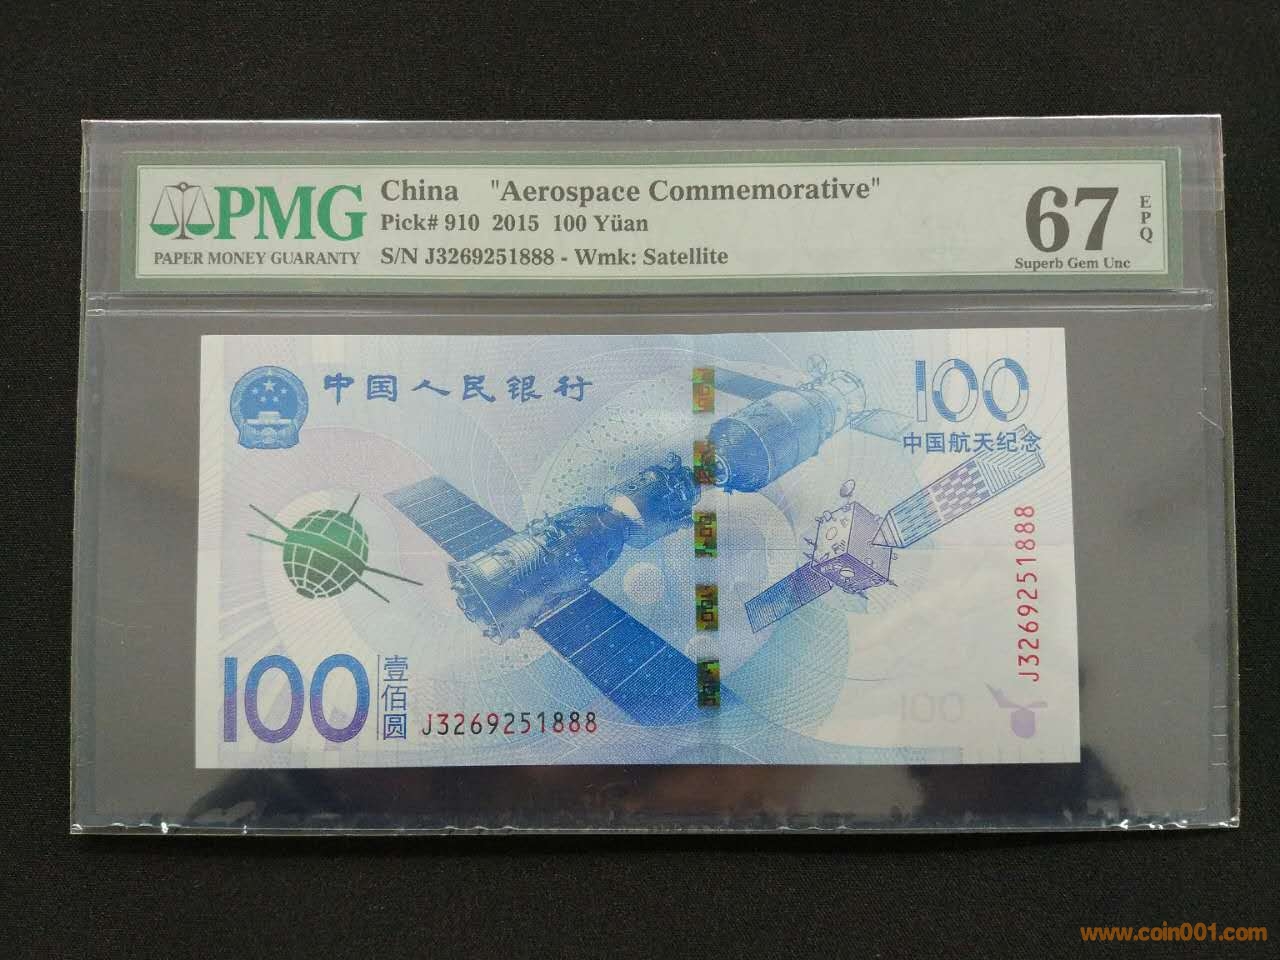 PMG
PAPER MONEY GUARANTY
China "Aerospace Commemorative"
Pick# 910 2015 100 Yüan
S/N J3269251888 - Wmk: Satellite
67
EPQ
Superb Gem Unc
中国人民银行
100
中国航天纪念
J3269251888
100
壹佰圆
J3269251888
001
www.coin001.com